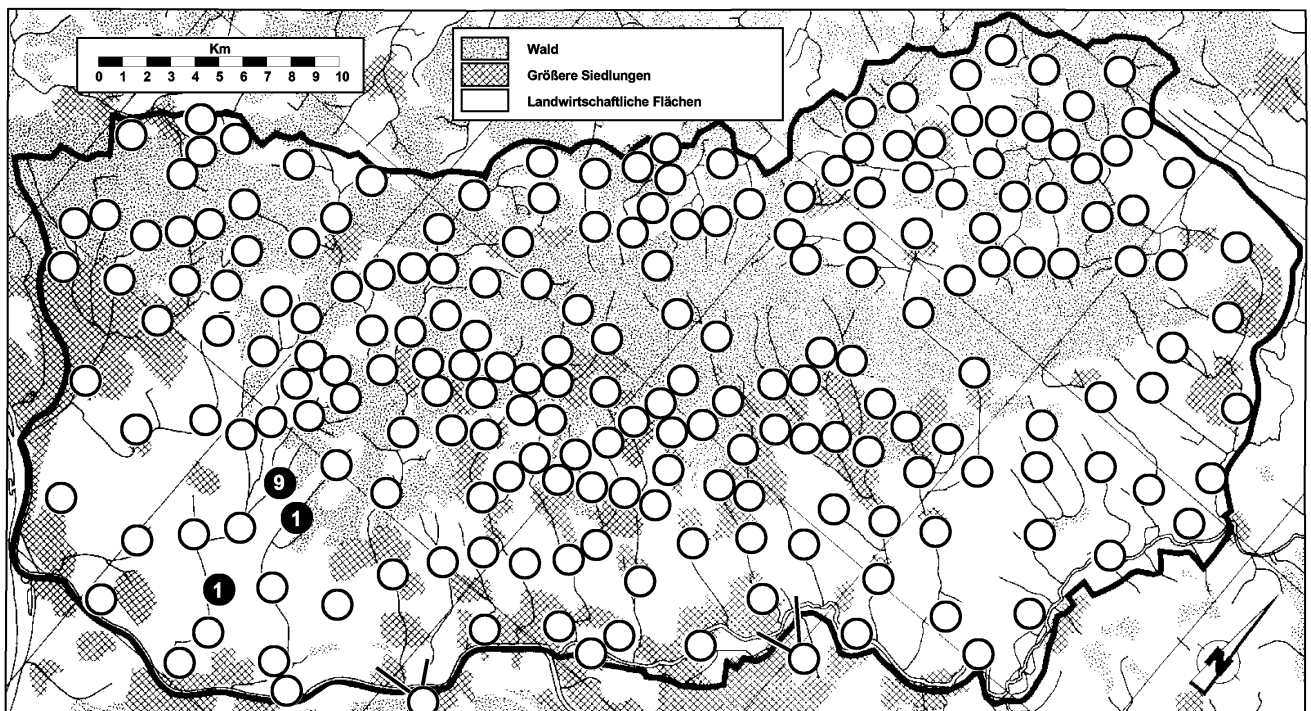 Km
0 1 2 3 4 5 6 7 8 9 10
Wald
Größere Siedlungen
Landwirtschaftliche Flächen
9
1
1
N